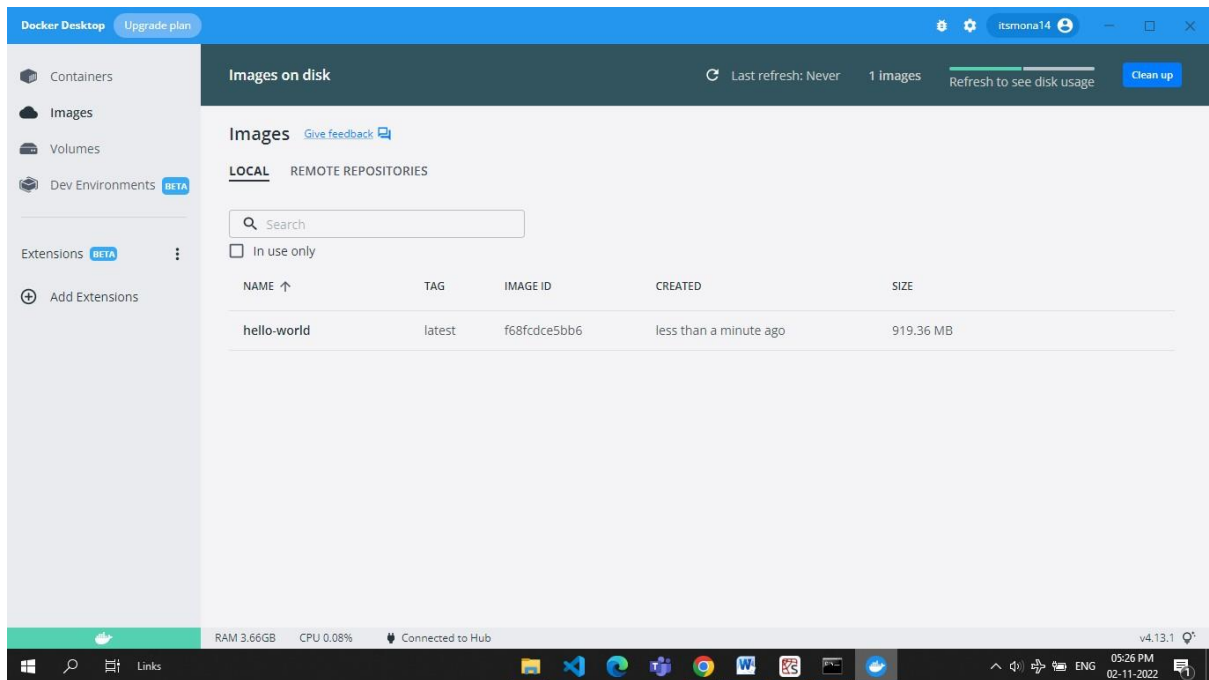 Docker Desktop Upgrade plan itsmona14
Containers
Images
Volumes
Dev Environments BETA
Extensions BETA
Add Extensions
Images on disk Last refresh: Never 1 images Refresh to see disk usage Clean up
Images Give feedback
LOCAL REMOTE REPOSITORIES
Search
In use only
NAME TAG IMAGE ID CREATED SIZE
hello-world latest f68fcdce5bb6 less than a minute ago 919.36 MB
RAM 3.66GB CPU 0.08% Connected to Hub v4.13.1
Links ENG 05:26 PM
02-11-2022